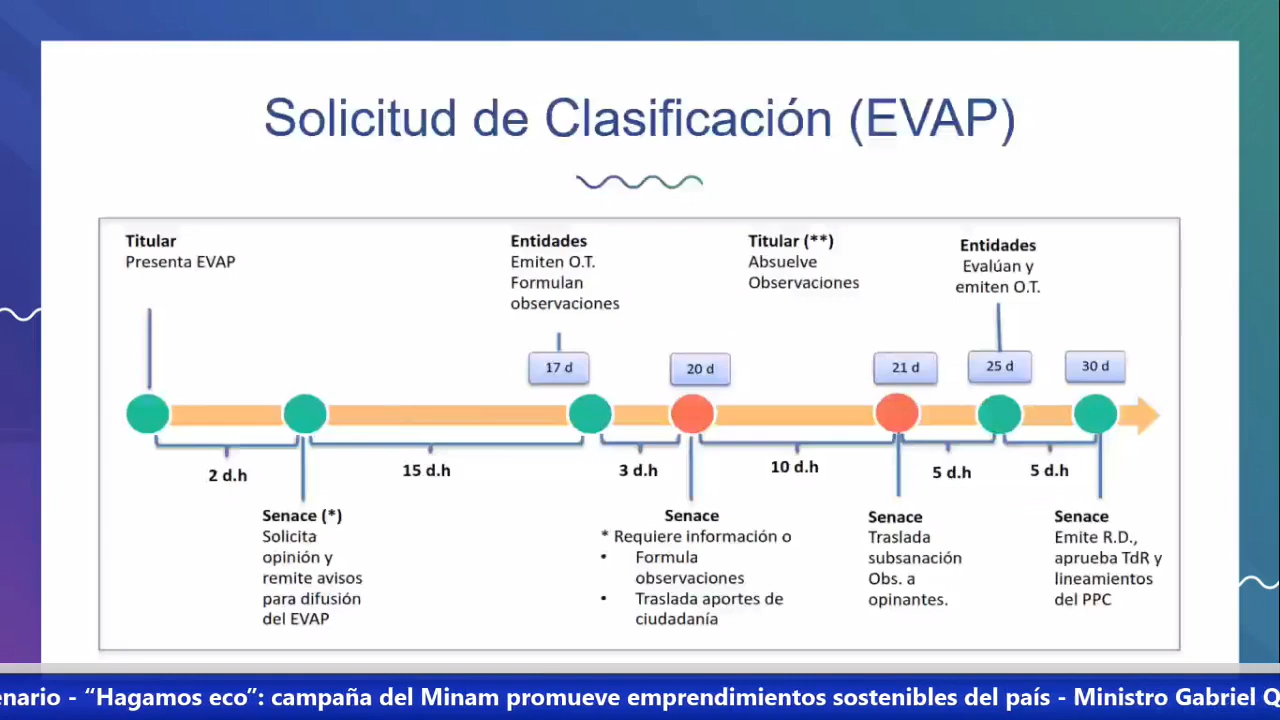 Solicitud de Clasificación (EVAP)
Titular
Presenta EVAP
Entidades
Emiten O.T.
Formulan
observaciones
Titular (**)
Absuelve
Observaciones
Entidades
Evalúan y
emiten O.T.
17 d
20 d
21 d
25 d
30 d
2 d.h
15 d.h
3 d.h
10 d.h
5 d.h
5 d.h
Senace (*)
Solicita
opinión y
remite avisos
para difusión
del EVAP
Senace
* Requiere información o
• Formula
observaciones
• Traslada aportes de
ciudadanía
Senace
Traslada
subsanación
Obs. a
opinantes.
Senace
Emite R.D.,
aprueba TdR y
lineamientos
del PPC
- “Hagamos eco”: campaña del Minam promueve emprendimientos sostenibles del país - Ministro Gabriel